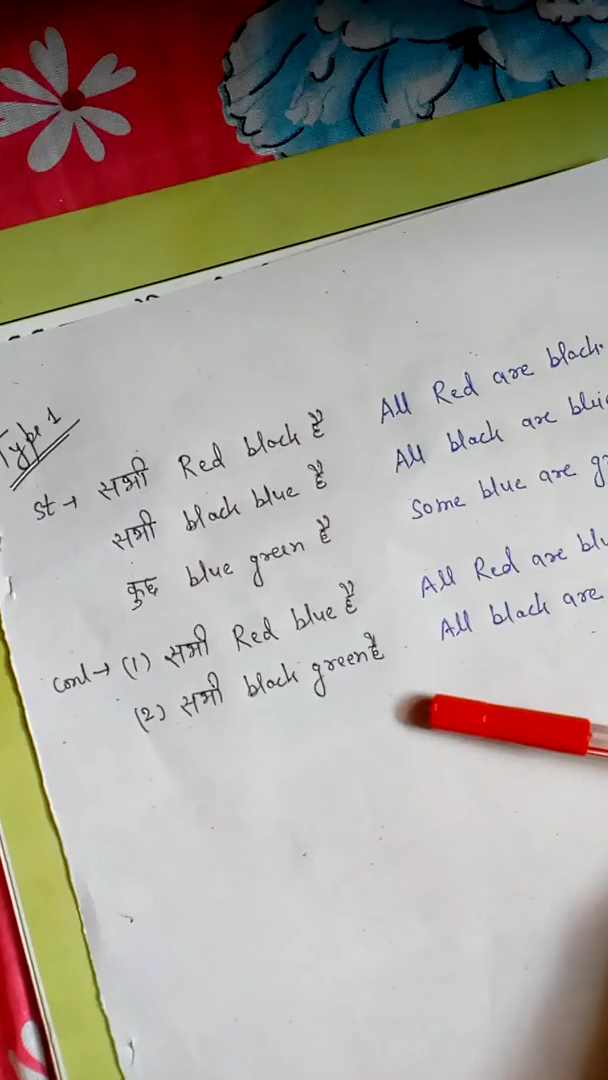 Type 1
St → सभी Red black है All Red are black.
सभी black blue है All black are blue
कुछ blue green है Some blue are
Conl → (1) सभी Red blue है All Red are
(2) सभी black green है All black are